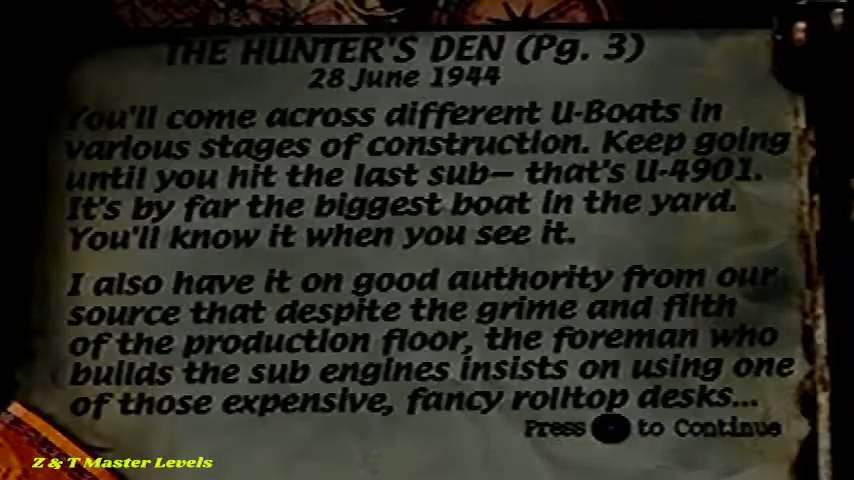 THE HUNTER'S DEN (Pg. 3)
28 June 1944
You'll come across different U-Boats in
various stages of construction. Keep going
until you hit the last sub— that's U-4901.
It's by far the biggest boat in the yard.
You'll know it when you see it.
I also have it on good authority from our
source that despite the grime and filth
of the production floor, the foreman who
builds the sub engines insists on using one
of those expensive, fancy rolltop desks...
Press to Continue
Z & T Master Levels